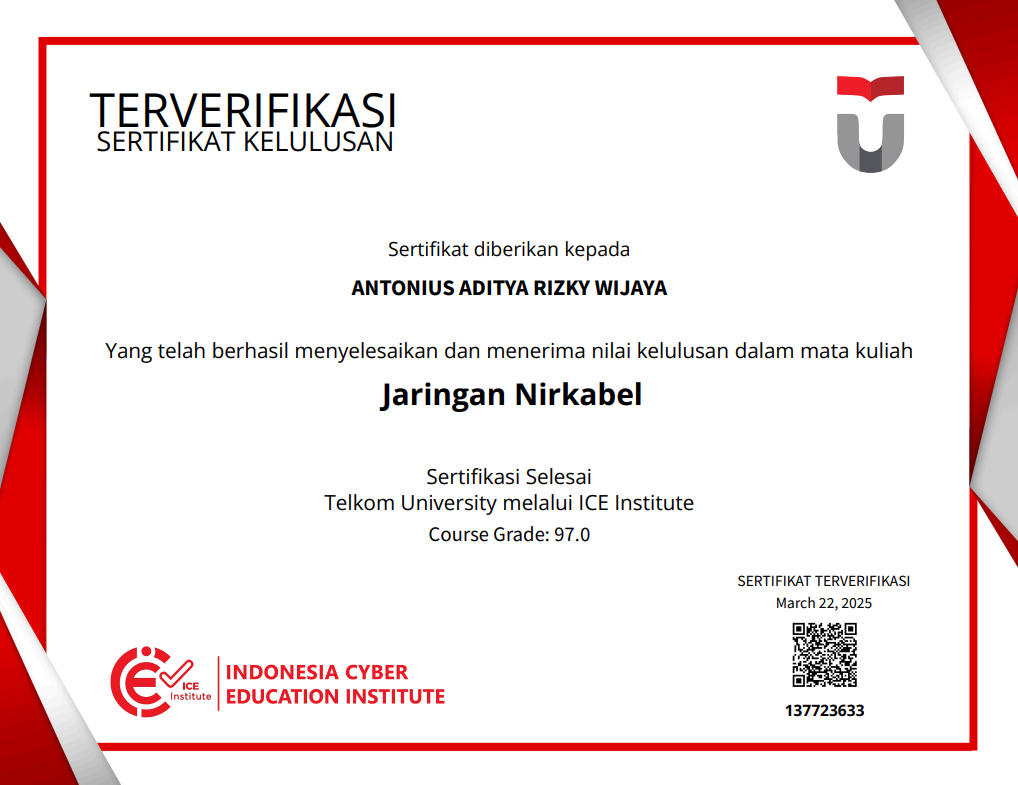 TERVERIFIKASI
SERTIFIKAT KELULUSAN
Sertifikat diberikan kepada
ANTONIUS ADITYA RIZKY WIJAYA
Yang telah berhasil menyelesaikan dan menerima nilai kelulusan dalam mata kuliah
Jaringan Nirkabel
Sertifikasi Selesai
Telkom University melalui ICE Institute
Course Grade: 97.0
SERTIFIKAT TERVERIFIKASI
March 22, 2025
137723633
ICE
Institute
INDONESIA CYBER
EDUCATION INSTITUTE